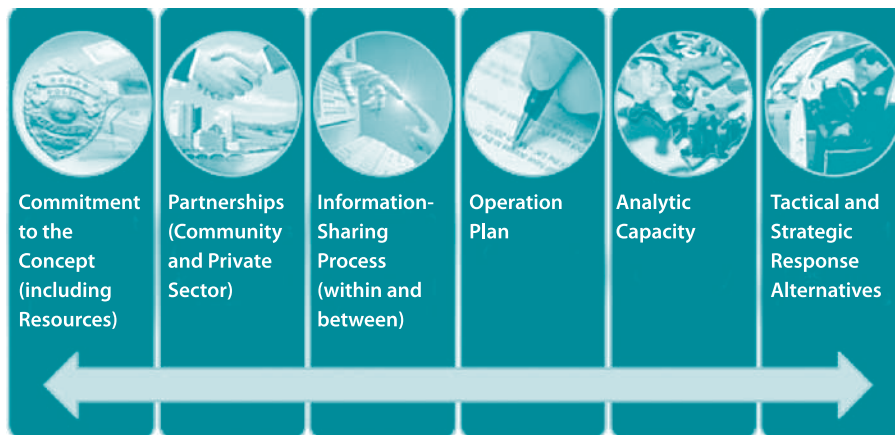 Commitment
to the
Concept
(including
Resources)
Partnerships
(Community
and Private
Sector)
Information-
Sharing
Process
(within and
between)
Operation
Plan
Analytic
Capacity
Tactical and
Strategic
Response
Alternatives